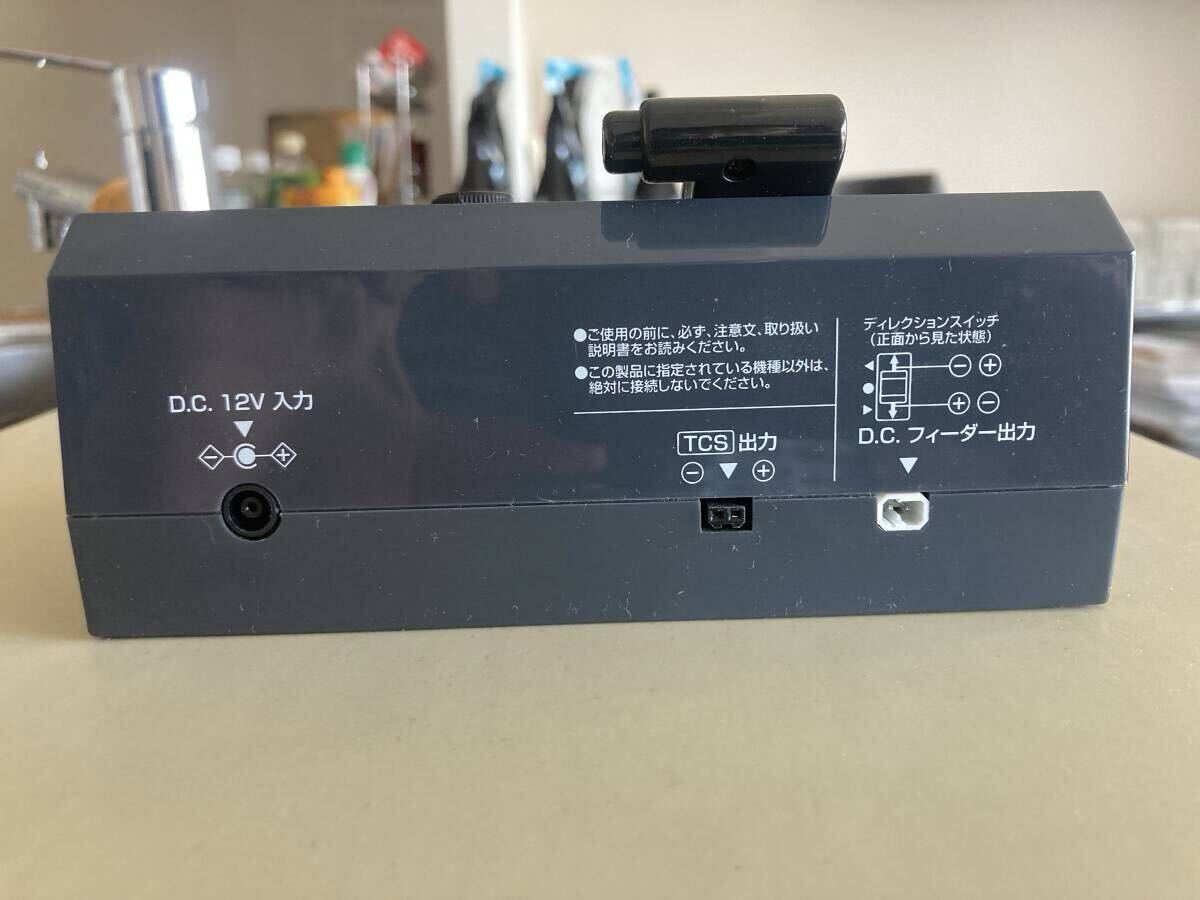 D.C. 12V 入力
●ご使用の前に、必ず、注意文、取り扱い
説明書をお読みください。
●この製品に指定されている機種以外は、
絶対に接続しないでください。
TCS 出力
ディレクションスイッチ
(正面から見た状態)
D.C. フィーダー出力